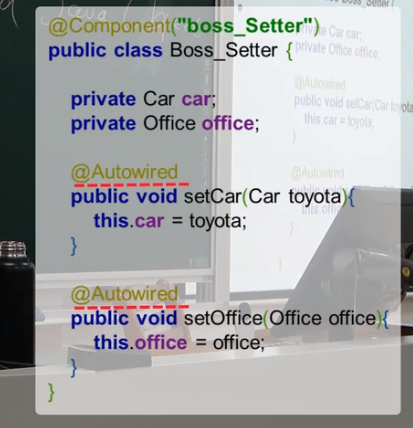 @Component("boss_Setter")
public class Boss_Setter {
private Car car;
private Office office;
@Autowired
public void setCar(Car toyota){
this.car = toyota;
}
@Autowired
public void setOffice(Office office){
this.office = office;
}
}
private Car car;
private Office office;
@Autowired
public void setCar(Car toyota
this.car = toyota;
}
@Autowired